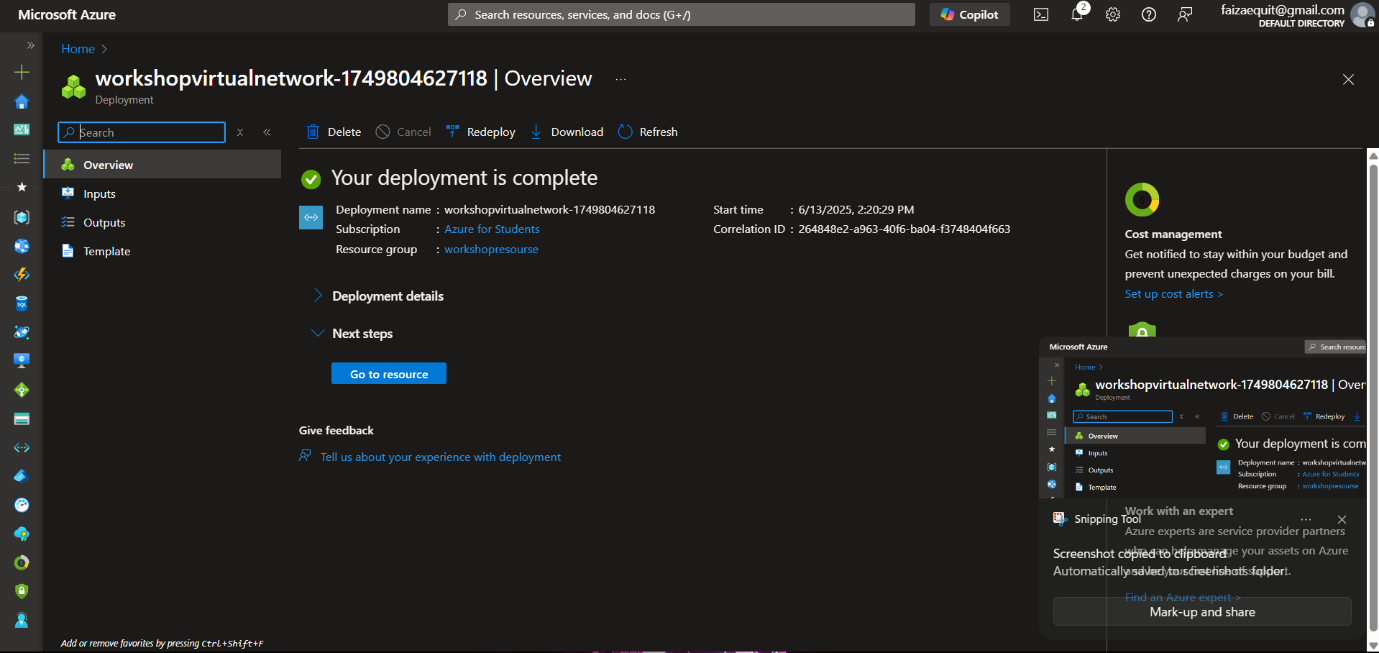 Microsoft Azure
Search resources, services, and docs (G+/)
Copilot
2
faizaequit@gmail.com
DEFAULT DIRECTORY
Home >
workshopvirtualnetwork-1749804627118 | Overview ...
Deployment
Search
Delete
Cancel
Redeploy
Download
Refresh
Overview
Inputs
Outputs
Template
Your deployment is complete
Deployment name : workshopvirtualnetwork-1749804627118
Subscription : Azure for Students
Resource group : workshopresourse
Start time : 6/13/2025, 2:20:29 PM
Correlation ID : 264848e2-a963-40f6-ba04-f3748404f663
Deployment details
Next steps
Go to resource
Give feedback
Tell us about your experience with deployment
Cost management
Get notified to stay within your budget and
prevent unexpected charges on your bill.
Set up cost alerts >
Microsoft Azure
Search resourc
Home >
workshopvirtualnetwork-1749804627118 | Over
Deployment
Search
Delete
Cancel
Redeploy
Overview
Inputs
Outputs
Template
Your deployment is com
Deployment name : workshopvirtualnetw
Subscription : Azure for Students
Resource group : workshopresourse
Work with an expert
Snipping Tool
Azure experts are service provider partners
Screenshot copied to clipboard
your assets on Azure
Automatically saved to screenshots folder.
Find an Azure expert >
Mark-up and share
Add or remove favorites by pressing Ctrl+Shift+F